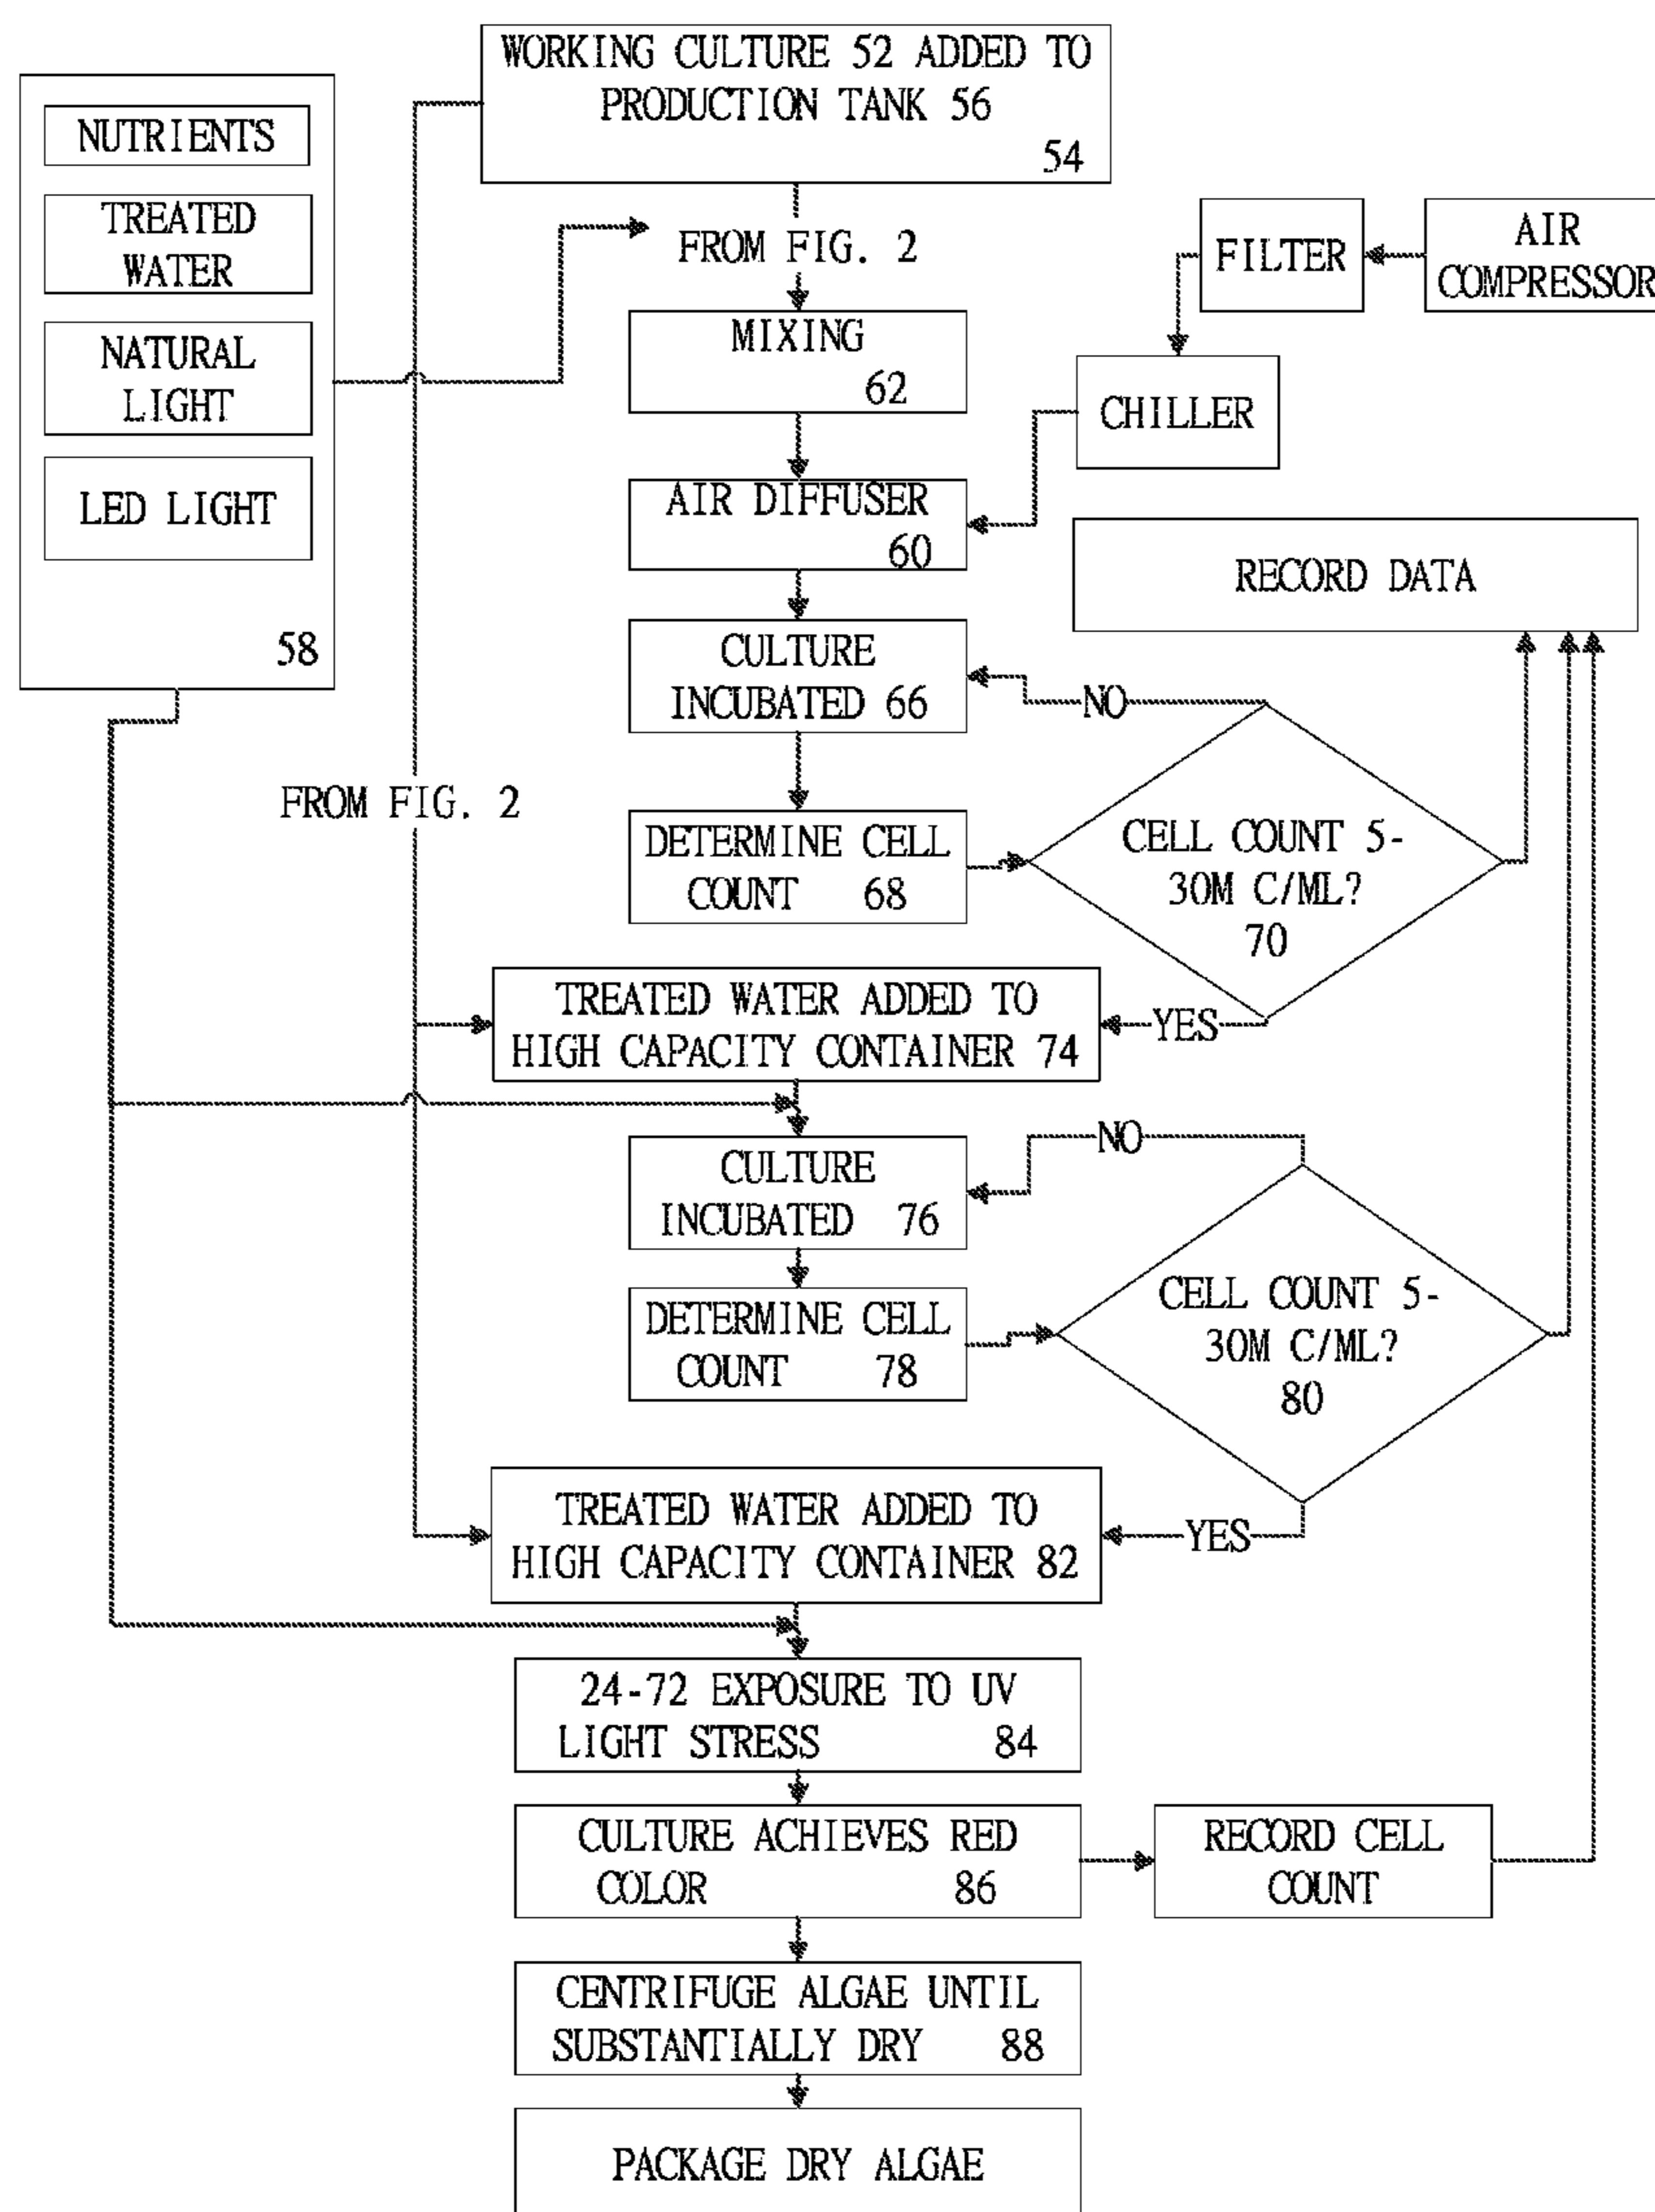 WORKING CULTURE 52 ADDED TO
PRODUCTION TANK 56
54
NUTRIENTS
TREATED
WATER
NATURAL
LIGHT
LED LIGHT
58
FROM FIG. 2
FILTER
AIR
COMPRESSOR
MIXING
62
CHILLER
AIR DIFFUSER
60
RECORD DATA
CULTURE
INCUBATED 66
NO
FROM FIG. 2
DETERMINE CELL
COUNT 68
CELL COUNT 5-
30M C/ML?
70
TREATED WATER ADDED TO
HIGH CAPACITY CONTAINER 74
YES
CULTURE
INCUBATED 76
NO
DETERMINE CELL
COUNT 78
CELL COUNT 5-
30M C/ML?
80
TREATED WATER ADDED TO
HIGH CAPACITY CONTAINER 82
YES
24-72 EXPOSURE TO UV
LIGHT STRESS 84
CULTURE ACHIEVES RED
COLOR 86
RECORD CELL
COUNT
CENTRIFUGE ALGAE UNTIL
SUBSTANTIALLY DRY 88
PACKAGE DRY ALGAE